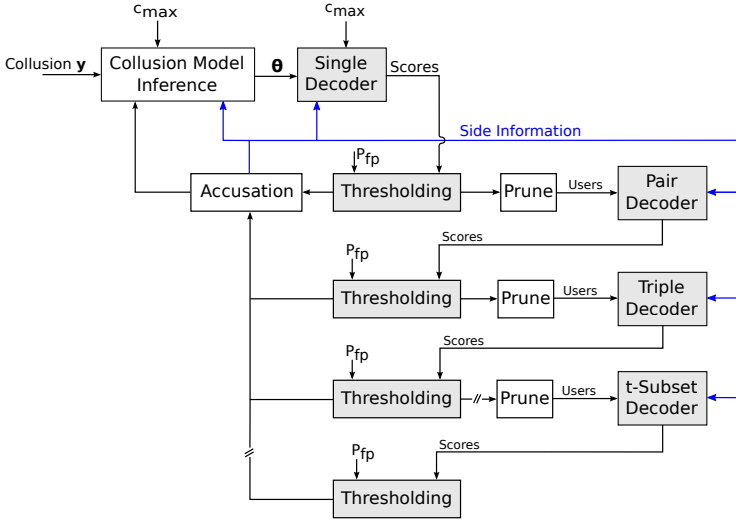 cmax
cmax
Collusion y
Collusion Model
Inference
θ
Single
Decoder
Scores
Side Information
Pfp
Accusation
Thresholding
Prune
Users
Pair
Decoder
Scores
Pfp
Thresholding
Prune
Users
Triple
Decoder
Scores
Pfp
Thresholding
Prune
Users
t-Subset
Decoder
Scores
Pfp
Thresholding